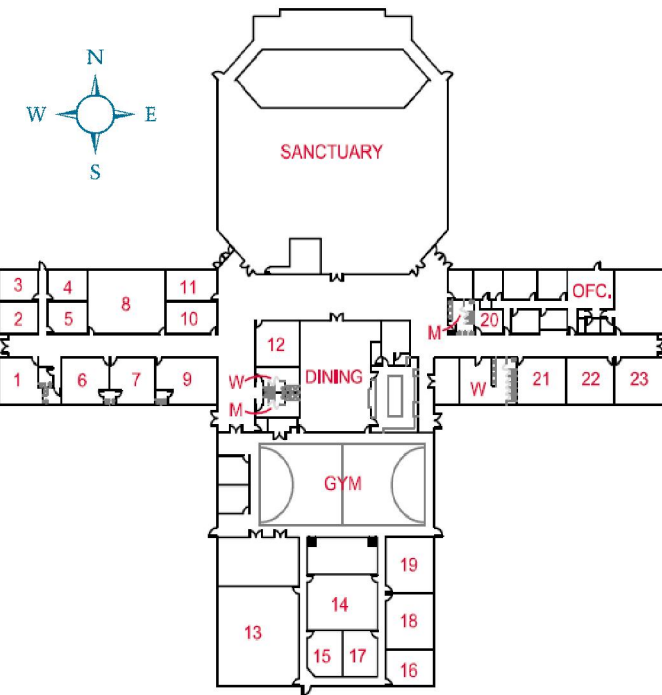 N
W E
S
SANCTUARY
3 4 8 11
2 5 10
OFC.
M 20
1 6 7 9
12
W
M
DINING
W 21 22 23
GYM
19
14
13
18
15 17
16